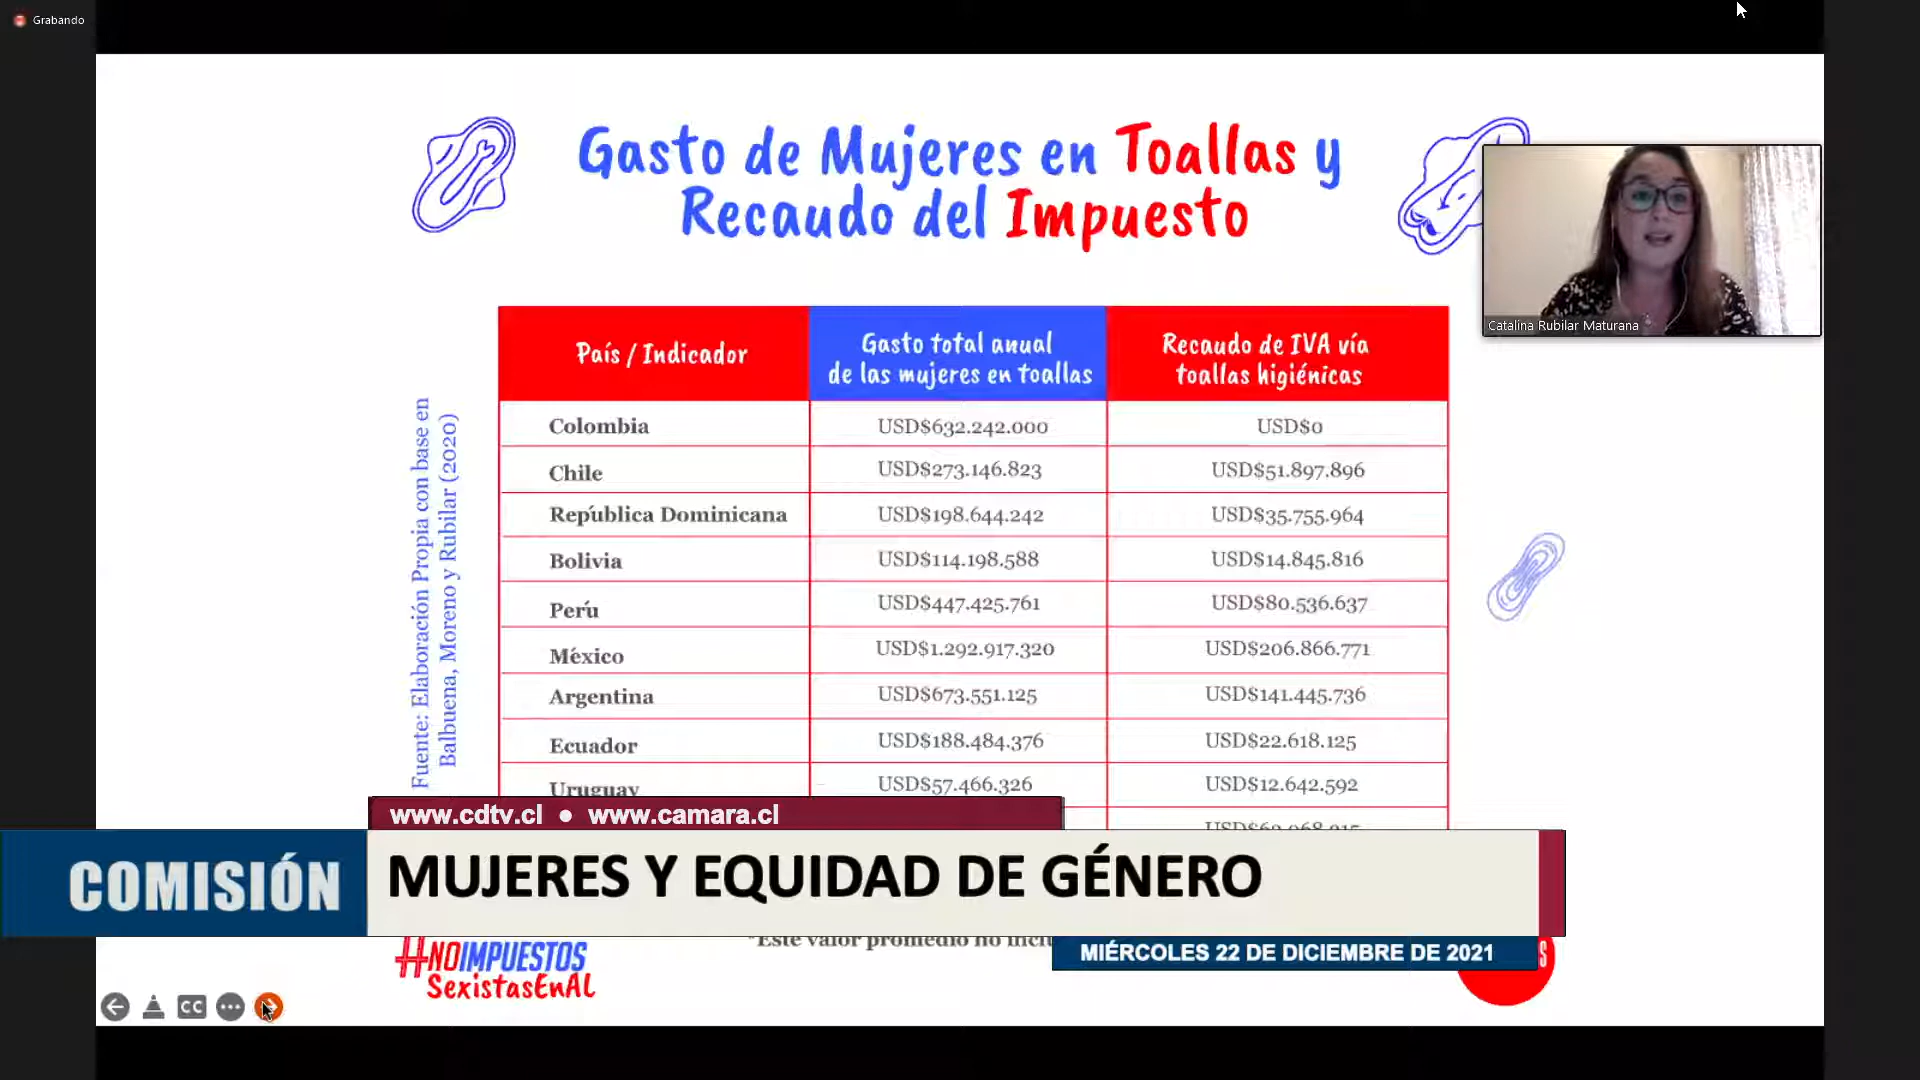 Grabando
Gasto de Mujeres en Toallas y
Recaudo del Impuesto
Catalina Rubilar Maturana
País / Indicador
Gasto total anual
de las mujeres en toallas
Recaudo de IVA vía
toallas higiénicas
Colombia USD$632.242.000 USD$0
Chile USD$273.146.823 USD$51.897.896
República Dominicana USD$198.644.242 USD$35.755.964
Bolivia USD$114.198.588 USD$14.845.816
Perú USD$447.425.761 USD$80.536.637
México USD$1.292.917.320 USD$206.866.771
Argentina USD$673.551.125 USD$141.445.736
Ecuador USD$188.484.376 USD$22.618.125
Uruguay USD$57.466.326 USD$12.642.592
Fuente: Elaboración Propia con base en
Balbuena, Moreno y Rubilar (2020)
www.cdtv.cl • www.camara.cl
COMISIÓN
MUJERES Y EQUIDAD DE GÉNERO
*Este valor promedio no
MIÉRCOLES 22 DE DICIEMBRE DE 2021
#NOIMPUESTOS
SexistasEnAL
CC